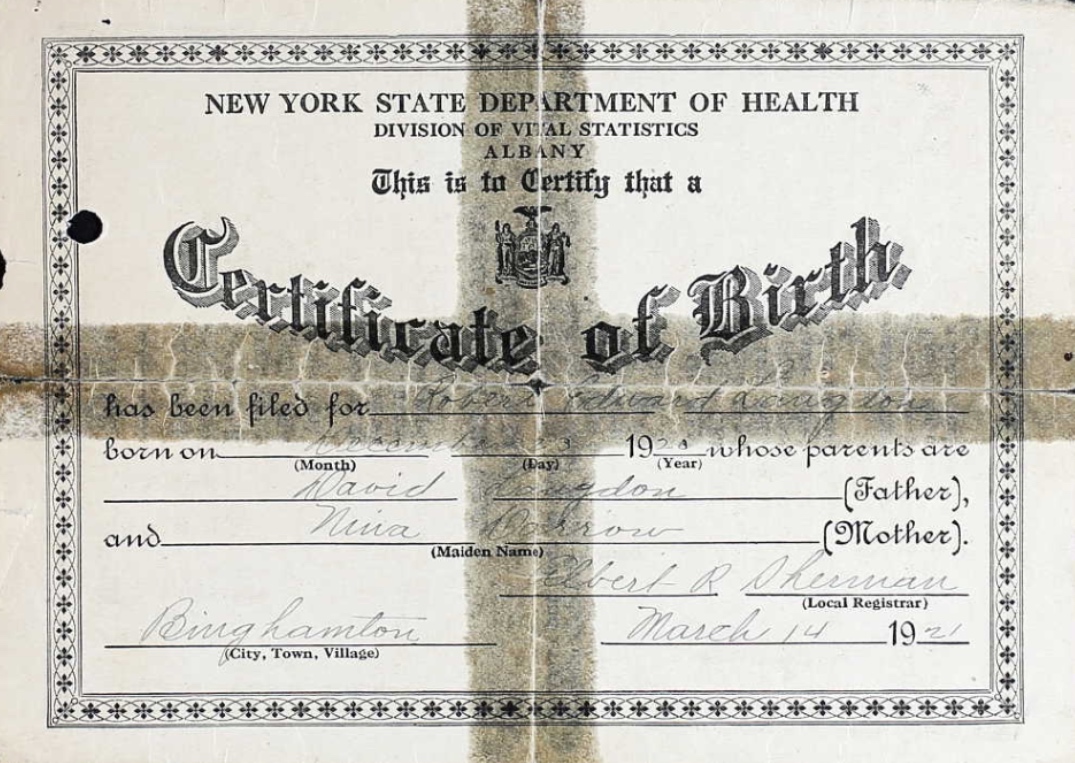 NEW YORK STATE DEPARTMENT OF HEALTH
DIVISION OF VITAL STATISTICS
ALBANY
This is to Certify that a
Certificate of Birth
has been filed for Robert Edward Langdon
born on December 1920 whose parents are
(Month) (Day) (Year)
David Langdon (Father),
and Nina (Mother).
(Maiden Name)
Elbert R Sherman
(Local Registrar)
Binghamton March 14 1921
(City, Town, Village)